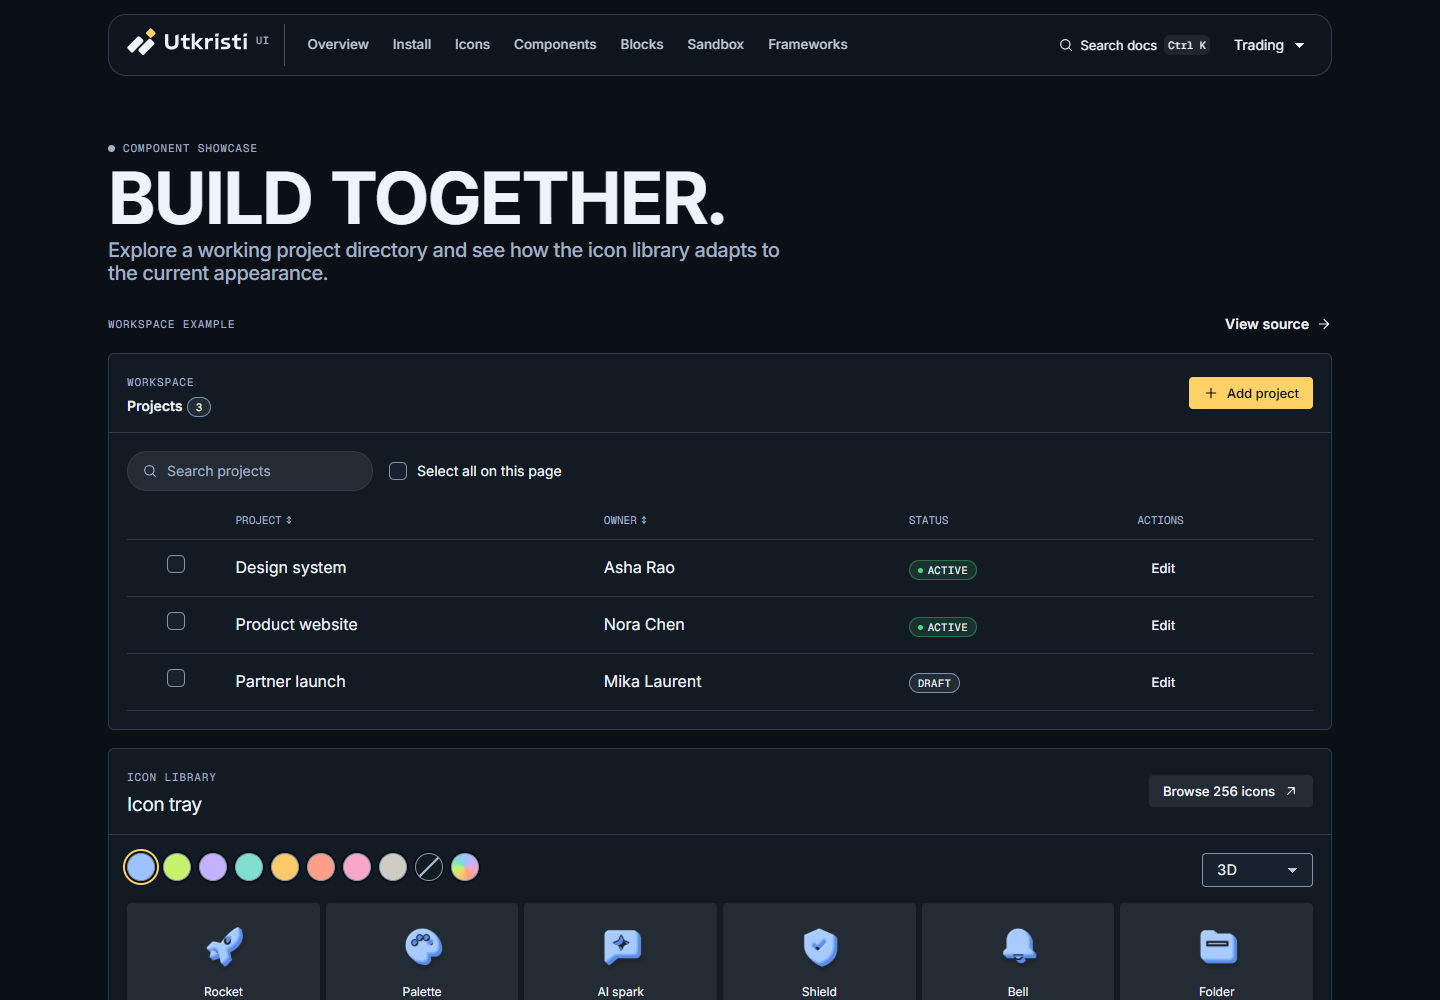 Utkristi UI
Overview Install Icons Components Blocks Sandbox Frameworks
Search docs Ctrl K Trading
COMPONENT SHOWCASE
BUILD TOGETHER.
Explore a working project directory and see how the icon library adapts to
the current appearance.
WORKSPACE EXAMPLE View source
WORKSPACE
Projects 3
Add project
Search projects Select all on this page
PROJECT OWNER STATUS ACTIONS
Design system Asha Rao ACTIVE Edit
Product website Nora Chen ACTIVE Edit
Partner launch Mika Laurent DRAFT Edit
ICON LIBRARY
Icon tray
Browse 256 icons
3D
Rocket Palette AI spark Shield Bell Folder